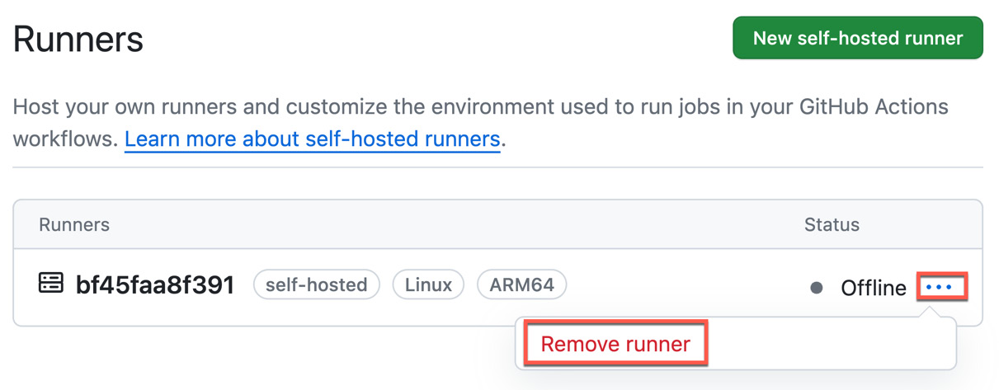 Runners
New self-hosted runner
Host your own runners and customize the environment used to run jobs in your GitHub Actions
workflows. Learn more about self-hosted runners.
Runners Status
bf45faa8f391 self-hosted Linux ARM64 Offline ...
Remove runner